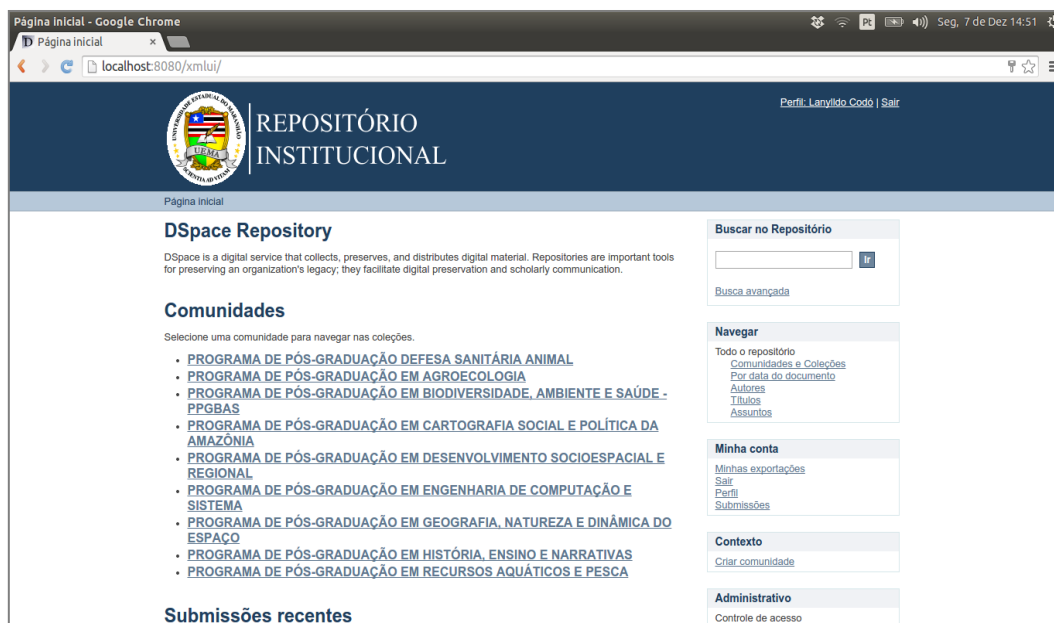 Página inicial - Google Chrome
Pt
Seg, 7 de Dez 14:51
Página inicial
localhost:8080/xmlui/
UNIVERSIDADE ESTADUAL DO MARANHÃO
UEMA
SCIENTIA AD VITAM
REPOSITÓRIO
INSTITUCIONAL
Perfil: Lanylldo Codó | Sair
Página inicial
DSpace Repository
DSpace is a digital service that collects, preserves, and distributes digital material. Repositories are important tools
for preserving an organization's legacy; they facilitate digital preservation and scholarly communication.
Comunidades
Selecione uma comunidade para navegar nas coleções.
• PROGRAMA DE PÓS-GRADUAÇÃO DEFESA SANITÁRIA ANIMAL
• PROGRAMA DE PÓS-GRADUAÇÃO EM AGROECOLOGIA
• PROGRAMA DE PÓS-GRADUAÇÃO EM BIODIVERSIDADE, AMBIENTE E SAÚDE -
PPGBAS
• PROGRAMA DE PÓS-GRADUAÇÃO EM CARTOGRAFIA SOCIAL E POLÍTICA DA
AMAZÔNIA
• PROGRAMA DE PÓS-GRADUAÇÃO EM DESENVOLVIMENTO SOCIOESPACIAL E
REGIONAL
• PROGRAMA DE PÓS-GRADUAÇÃO EM ENGENHARIA DE COMPUTAÇÃO E
SISTEMA
• PROGRAMA DE PÓS-GRADUAÇÃO EM GEOGRAFIA, NATUREZA E DINÂMICA DO
ESPAÇO
• PROGRAMA DE PÓS-GRADUAÇÃO EM HISTÓRIA, ENSINO E NARRATIVAS
• PROGRAMA DE PÓS-GRADUAÇÃO EM RECURSOS AQUÁTICOS E PESCA
Submissões recentes
Buscar no Repositório
Ir
Busca avançada
Navegar
Todo o repositório
Comunidades e Coleções
Por data do documento
Autores
Títulos
Assuntos
Minha conta
Minhas exportações
Sair
Perfil
Submissões
Contexto
Criar comunidade
Administrativo
Controle de acesso